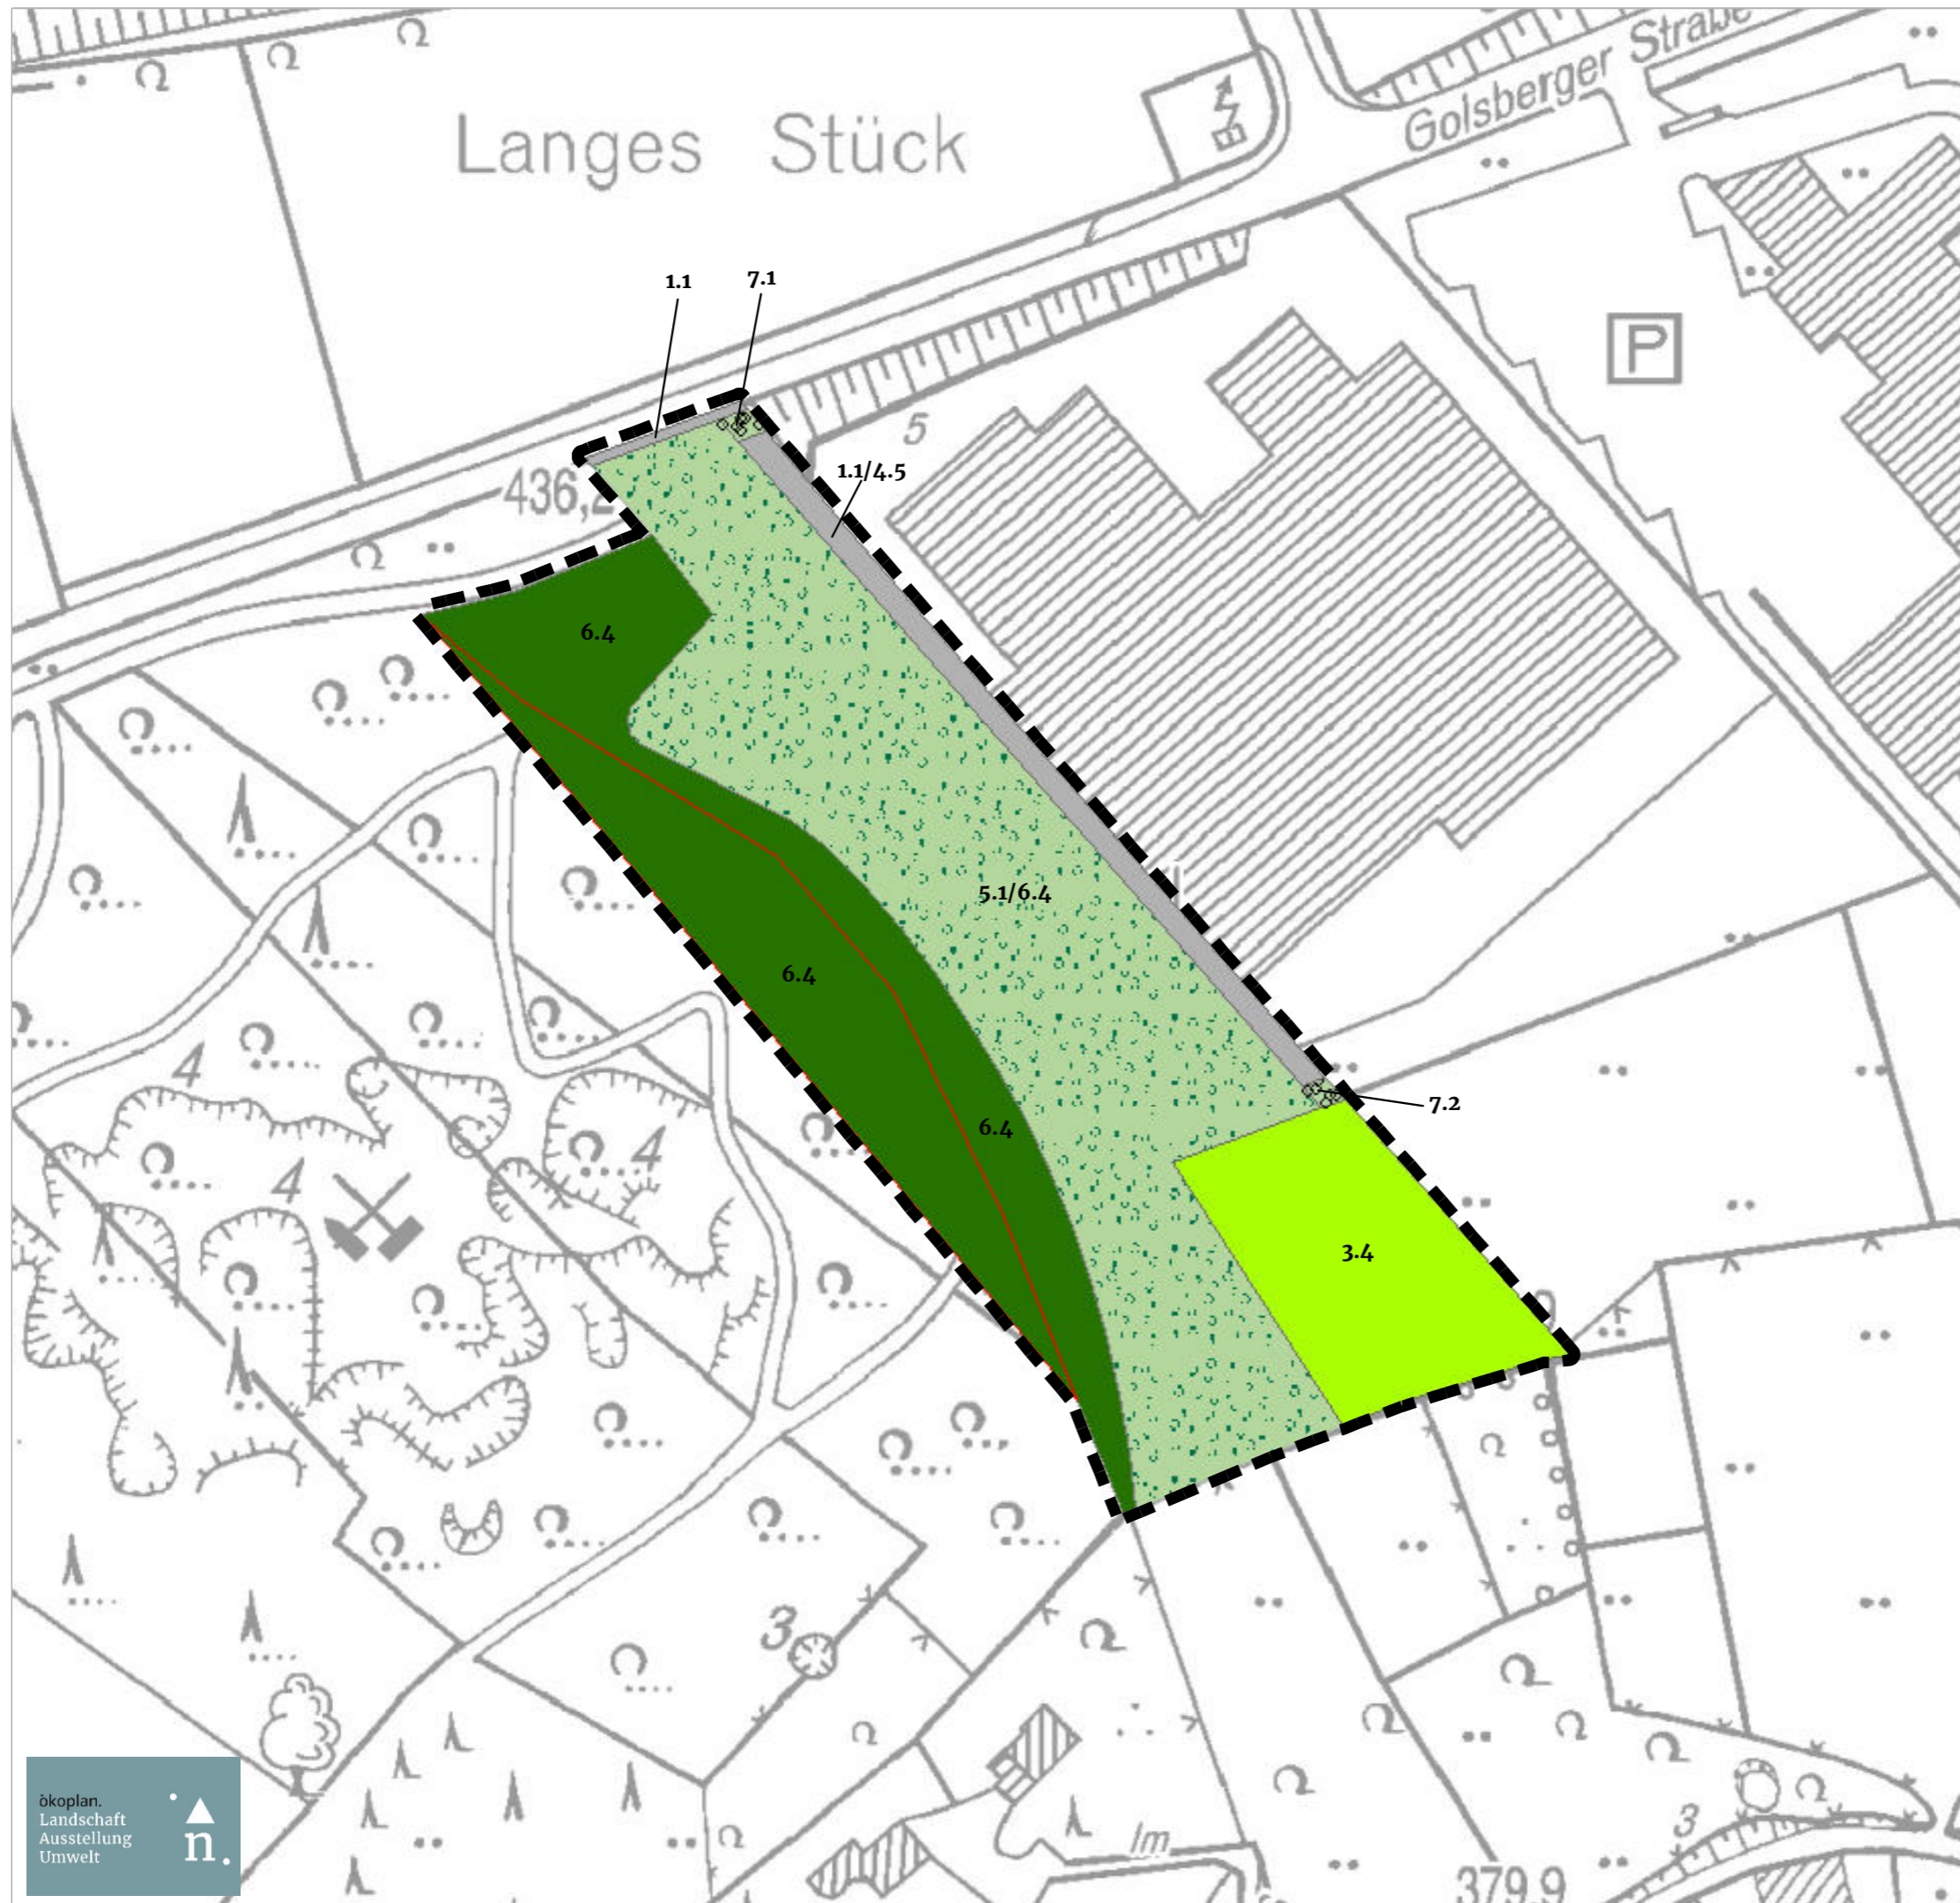 Langes Stück
Golsberger Straße
1.1
7.1
P
5
1.1/4.5
436,2
6.4
5.1/6.4
6.4
4
7.2
6.4
4
4
3.4
3
lm
3
379,9
ökoplan.
Landschaft
Ausstellung
Umwelt
n.